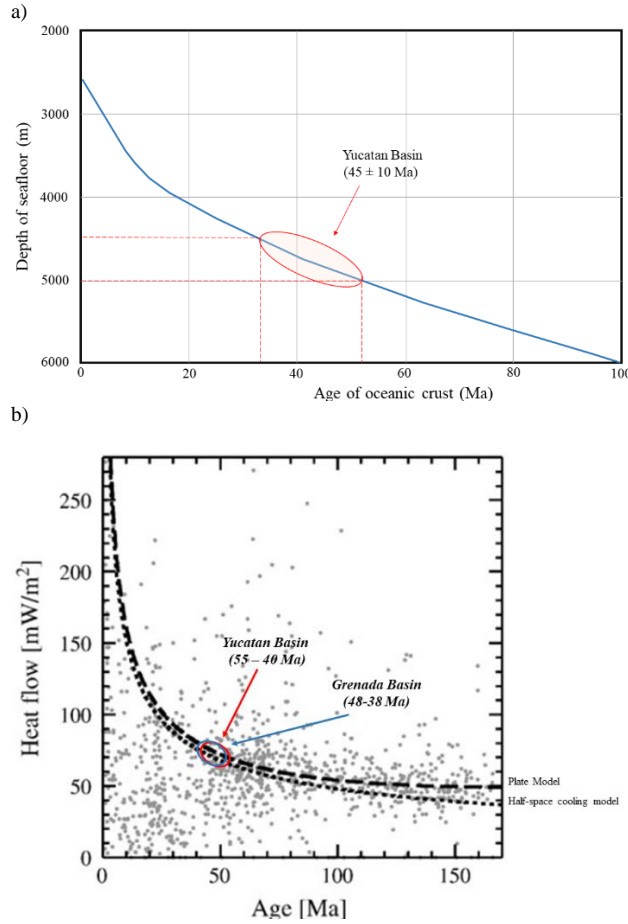 a)
2000
3000
4000
5000
6000
Depth of seafloor (m)
Yucatan Basin
(45 ± 10 Ma)
0
20
40
60
80
100
Age of oceanic crust (Ma)
b)
250
200
150
100
50
0
Heat flow [mW/m²]
Yucatan Basin
(55 – 40 Ma)
Grenada Basin
(48-38 Ma)
Plate Model
Half-space cooling model
0
50
100
150
Age [Ma]